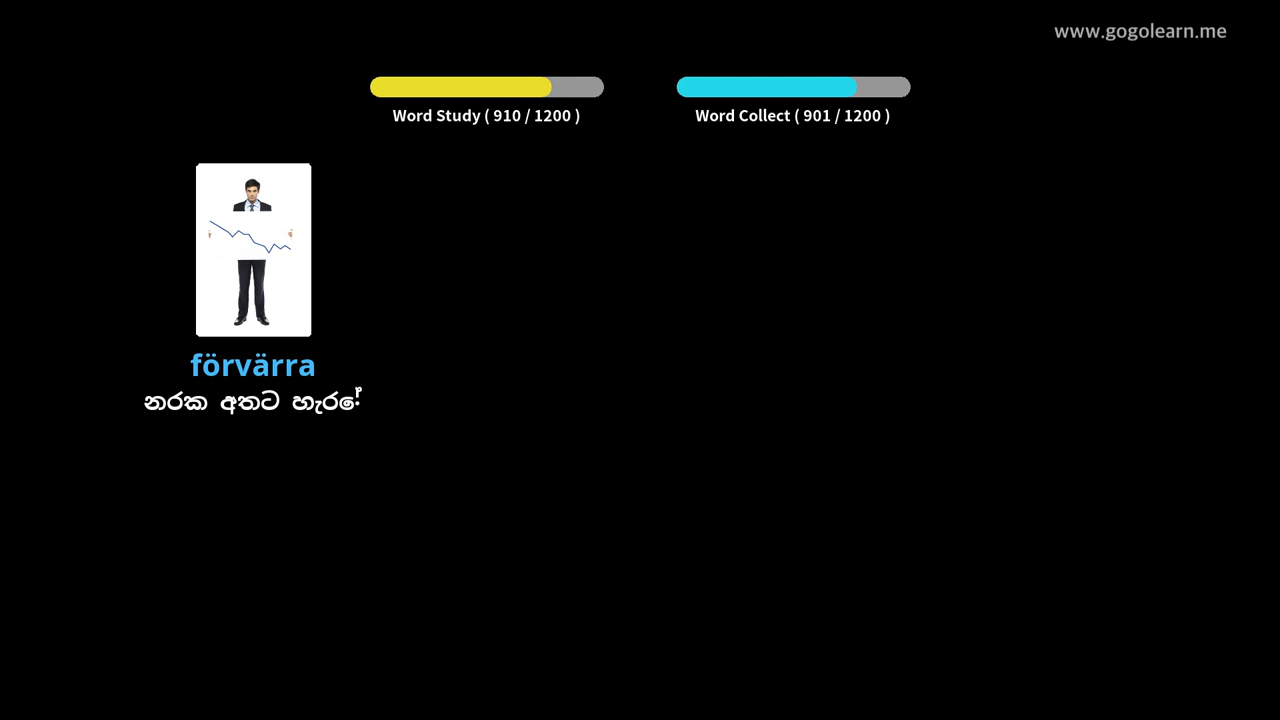 www.gogolearn.me
Word Study ( 910 / 1200 )
Word Collect ( 901 / 1200 )
förvärra
නරක අතට හැරේ!